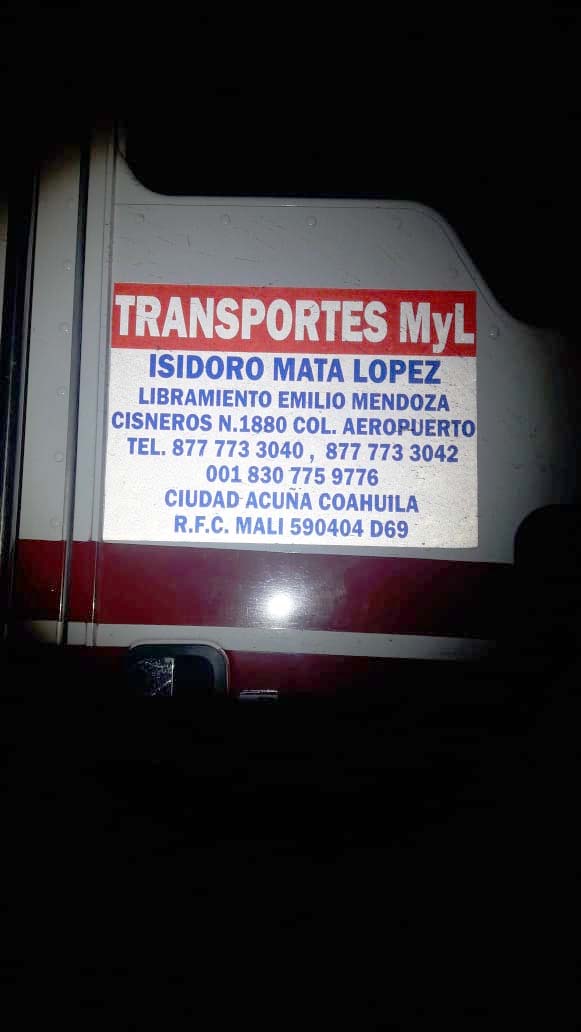 TRANSPORTES MyL
ISIDORO MATA LOPEZ
LIBRAMIENTO EMILIO MENDOZA
CISNEROS N.1880 COL. AEROPUERTO
TEL. 877 773 3040 , 877 773 3042
001 830 775 9776
CIUDAD ACUÑA COAHUILA
R.F.C. MALI 590404 D69